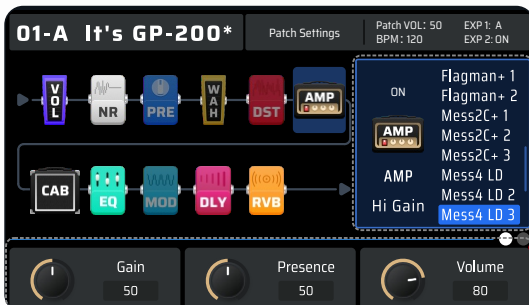 01-A It's GP-200*
Patch Settings
Patch VOL: 50 EXP 1: A
BPM: 120 EXP 2: ON
VOL
NR
PRE
WAH
DST
AMP
CAB
EQ
MOD
DLY
RVB
ON
AMP
AMP
Hi Gain
Flagman+ 1
Flagman+ 2
Mess2C+ 1
Mess2C+ 2
Mess2C+ 3
Mess4 LD
Mess4 LD 2
Mess4 LD 3
Gain
50
Presence
50
Volume
80